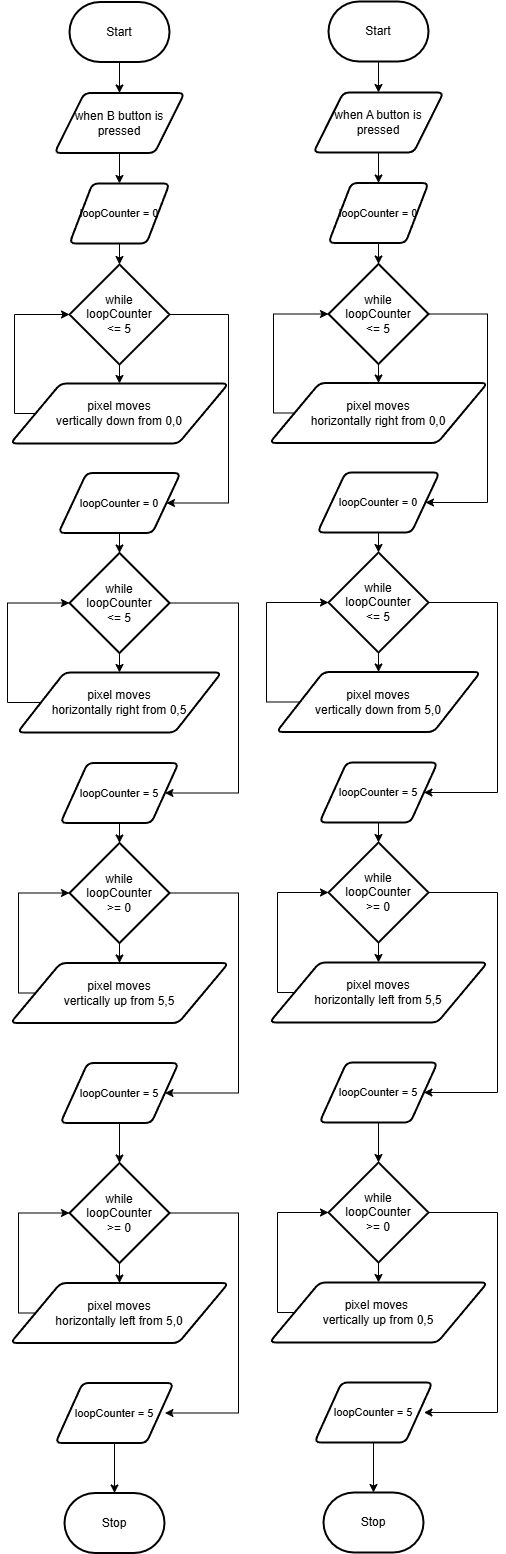 Start
when B button is
pressed
loopCounter = 0
while
loopCounter
<= 5
pixel moves
vertically down from 0,0
loopCounter = 0
while
loopCounter
<= 5
pixel moves
horizontally right from 0,5
loopCounter = 5
while
loopCounter
>= 0
pixel moves
vertically up from 5,5
loopCounter = 5
while
loopCounter
>= 0
pixel moves
horizontally left from 5,0
loopCounter = 5
Stop
Start
when A button is
pressed
loopCounter = 0
while
loopCounter
<= 5
pixel moves
horizontally right from 0,0
loopCounter = 0
while
loopCounter
<= 5
pixel moves
vertically down from 5,0
loopCounter = 5
while
loopCounter
>= 0
pixel moves
horizontally left from 5,5
loopCounter = 5
while
loopCounter
>= 0
pixel moves
vertically up from 0,5
loopCounter = 5
Stop